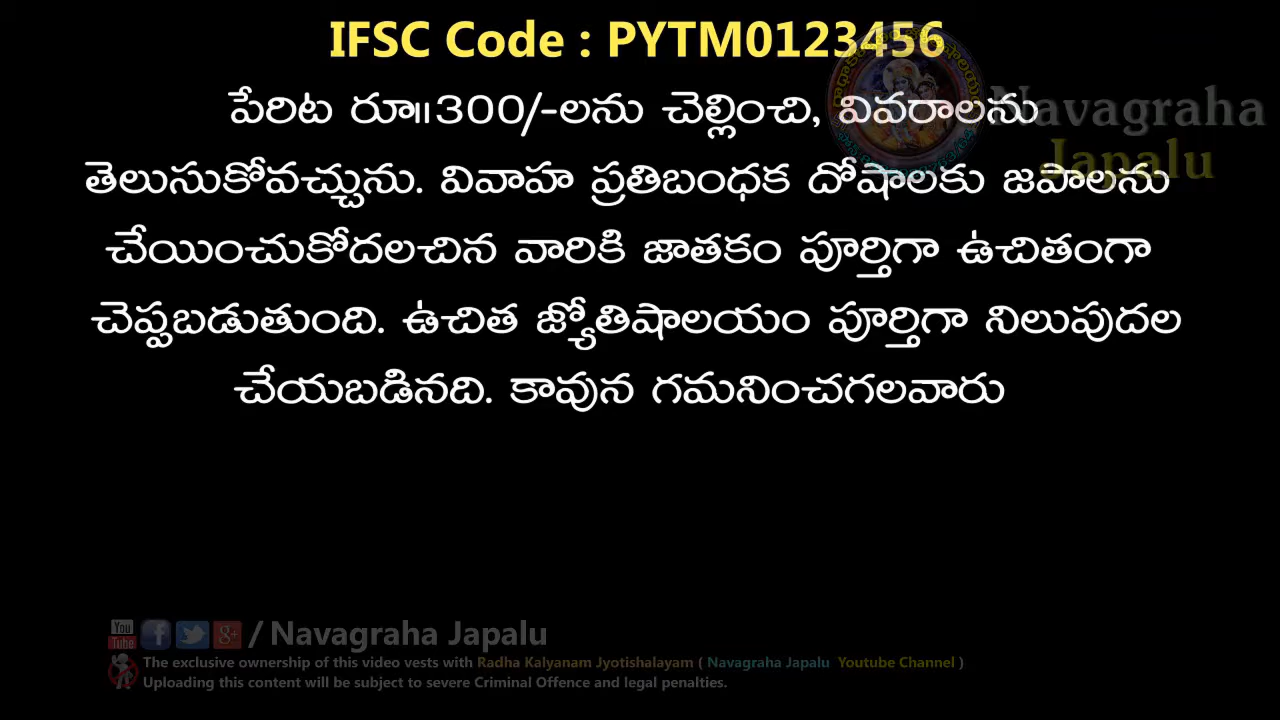 IFSC Code : PYTM0123456
పేరిట రూ॥300/-లను చెల్లించి, వివరాలను
తెలుసుకోవచ్చును. వివాహ ప్రతిబంధక దోషాలకు జపాలను
చేయించుకోదలచిన వారికి జాతకం పూర్తిగా ఉచితంగా
చెప్పబడుతుంది. ఉచిత జ్యోతిషాలయం పూర్తిగా నిలుపుదల
చేయబడినది. కావున గమనించగలవారు
Navagraha
Japalu
You
Tube
/ Navagraha Japalu
The exclusive ownership of this video vests with Radha Kalyanam Jyotishalayam ( Navagraha Japalu Youtube Channel )
Uploading this content will be subject to severe Criminal Offence and legal penalties.